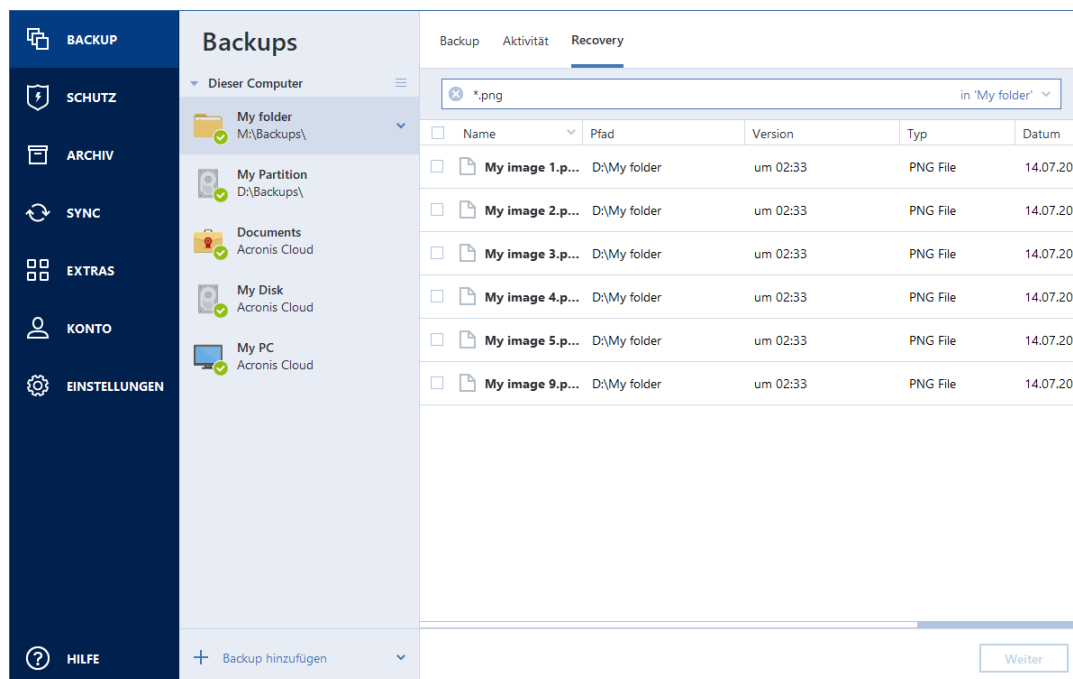 BACKUP
SCHUTZ
ARCHIV
SYNC
EXTRAS
KONTO
EINSTELLUNGEN
HILFE
Backups
Dieser Computer
My folder
M:\Backups\
My Partition
D:\Backups\
Documents
Acronis Cloud
My Disk
Acronis Cloud
My PC
Acronis Cloud
Backup hinzufügen
Backup Aktivität Recovery
*.png in 'My folder'
Name Pfad Version Typ Datum
My image 1.p... D:\My folder um 02:33 PNG File 14.07.20
My image 2.p... D:\My folder um 02:33 PNG File 14.07.20
My image 3.p... D:\My folder um 02:33 PNG File 14.07.20
My image 4.p... D:\My folder um 02:33 PNG File 14.07.20
My image 5.p... D:\My folder um 02:33 PNG File 14.07.20
My image 9.p... D:\My folder um 02:33 PNG File 14.07.20
Weiter